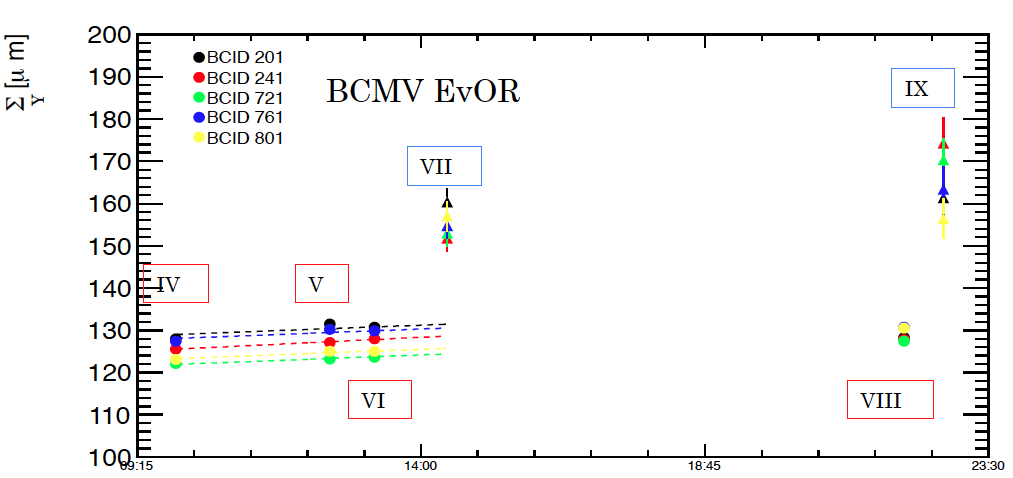 Σ Y [μ m]
200
190
180
170
160
150
140
130
120
110
100
BCID 201
BCID 241
BCID 721
BCID 761
BCID 801
BCMV EvOR
IV
V
VI
VII
VIII
IX
09:15
14:00
18:45
23:30